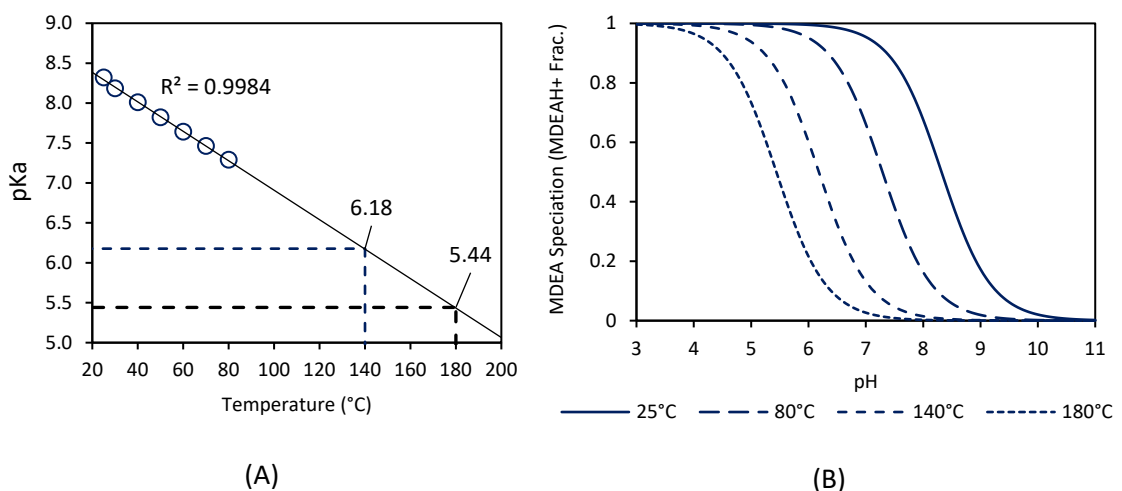 9.0
8.5
8.0
7.5
7.0
6.5
6.0
5.5
5.0
pKa
R² = 0.9984
6.18
5.44
20 40 60 80 100 120 140 160 180 200
Temperature (°C)
(A)
1
0.8
0.6
0.4
0.2
0
MDEA Speciation (MDEAH+ Frac.)
3 4 5 6 7 8 9 10 11
pH
25°C 80°C 140°C 180°C
(B)